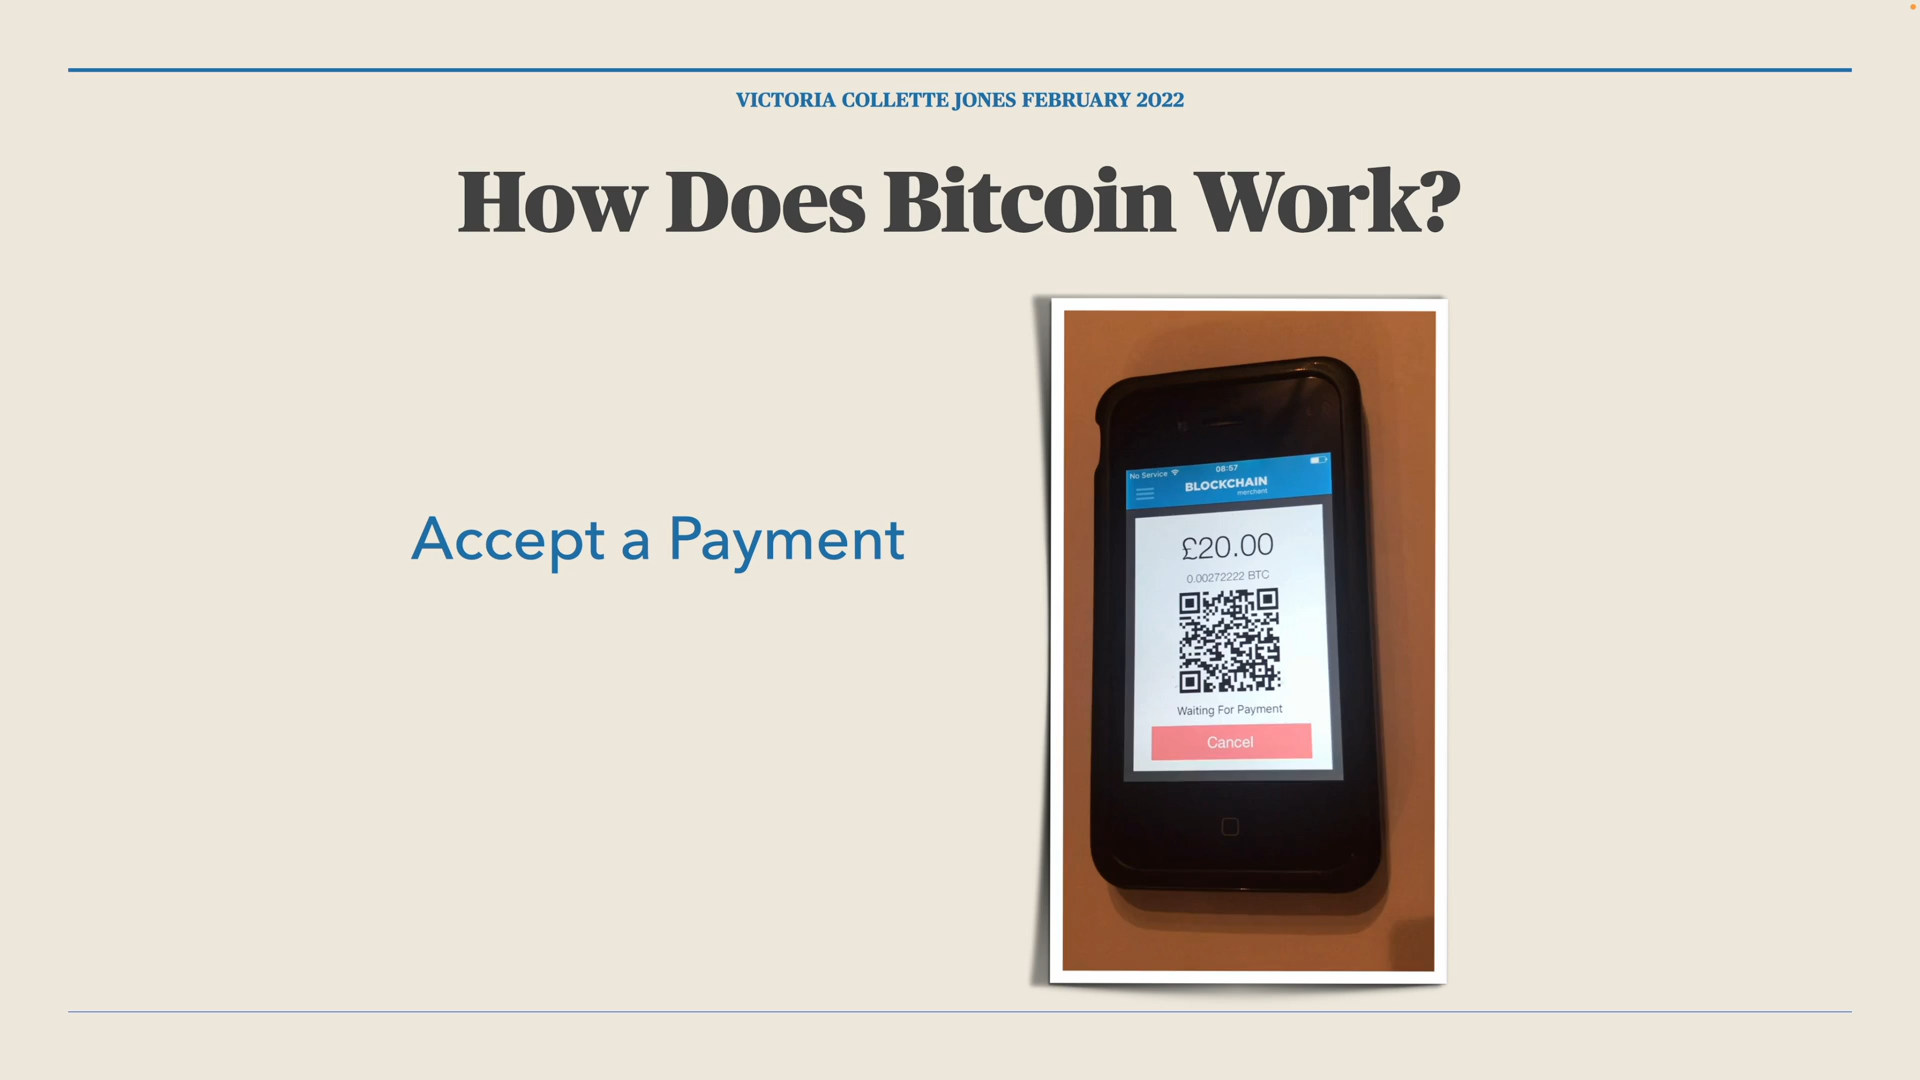 VICTORIA COLLETTE JONES FEBRUARY 2022
How Does Bitcoin Work?
Accept a Payment
No Service 08:57
BLOCKCHAIN
merchant
£20.00
0.00272222 BTC
Waiting For Payment
Cancel